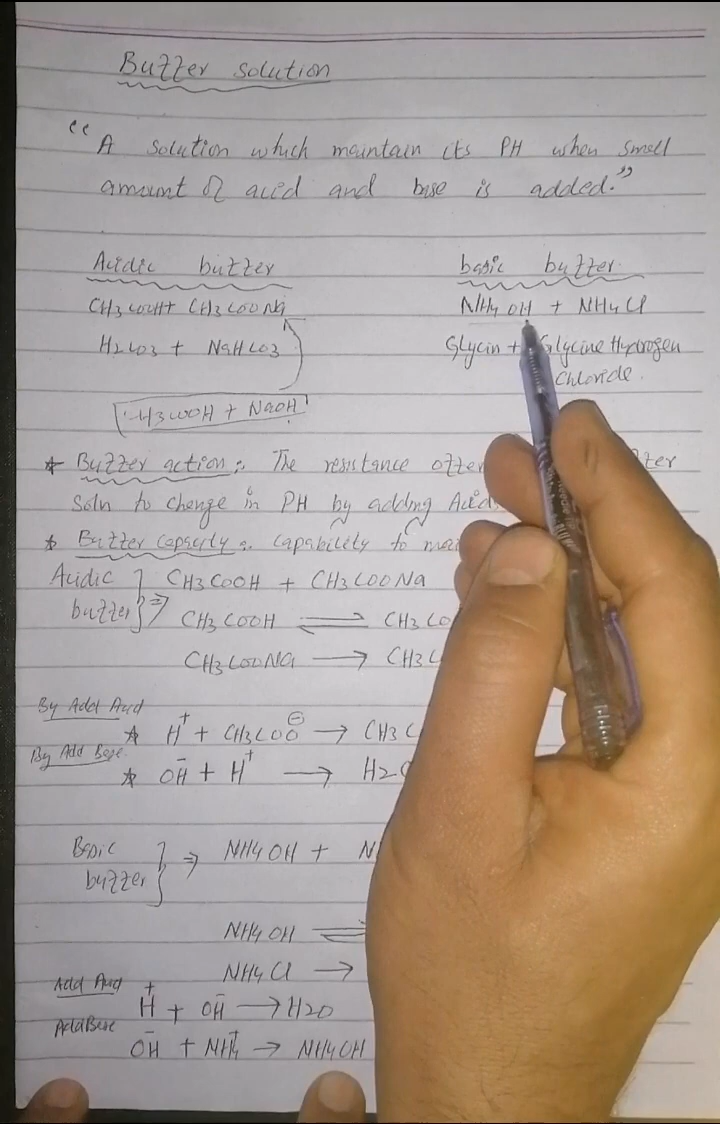 Buffer solution
"A solution which maintain its PH when small
amount of acid and base is added."
Acidic buffer basic buffer
CH3COOH+ CH3COONa NH4OH + NH4Cl
H2CO3 + NaHCO3 Glycin + Glycine Hydrogen
Chloride.
CH3COOH + NaOH
* Buffer action: The resistance offer
soln to change in PH by adding Acid
* Buffer Capacity :- Capability to
Acidic } ⇒ CH3COOH + CH3COONa
buffer CH3COOH ⇌ CH3CO
CH3COONa → CH3C
By Add Acid
* H+ + CH3COO⊖ → CH3C
By Add Base
* OH- + H+ → H2O
Basic } ⇒ NH4OH + N
buffer
NH4OH ⇌
NH4Cl →
Add Acid
H+ + OH- → H2O
Add Base
OH- + NH4+ → NH4OH